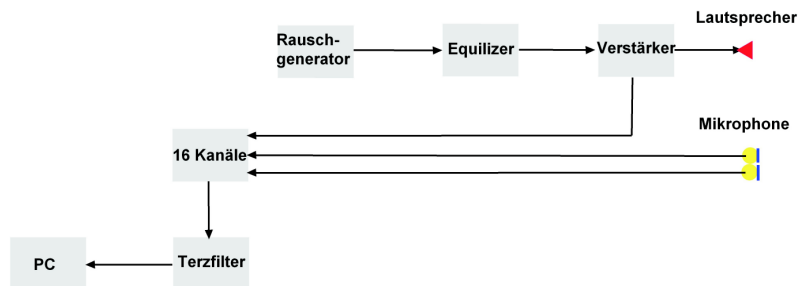 Lautsprecher
Rausch-
generator
Equilizer
Verstärker
Mikrophone
16 Kanäle
PC
Terzfilter